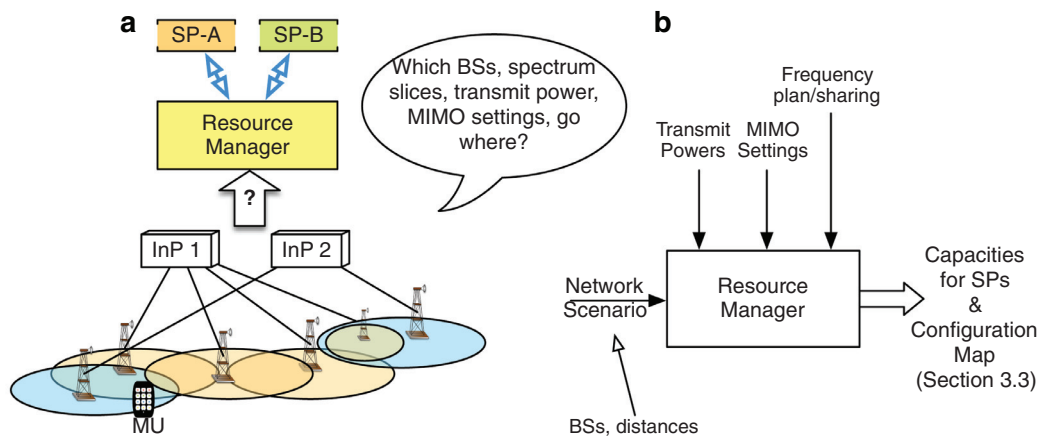 a
SP-A
SP-B
Which BSs, spectrum
slices, transmit power,
MIMO settings, go
where?
Resource
Manager
?
InP 1
InP 2
MU
b
Frequency
plan/sharing
Transmit
Powers
MIMO
Settings
Network
Scenario
Resource
Manager
Capacities
for SPs
&
Configuration
Map
(Section 3.3)
BSs, distances